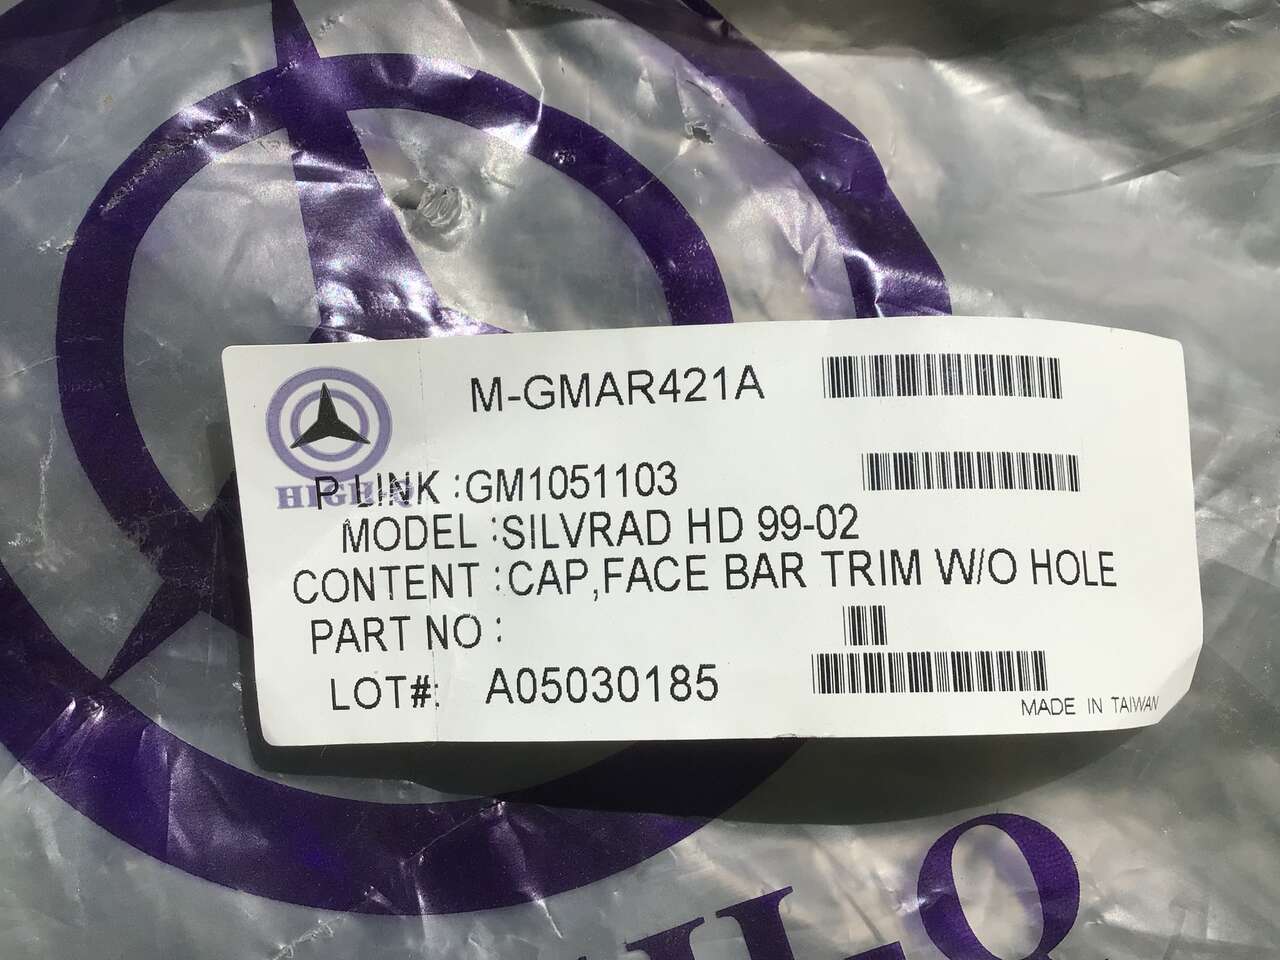 M-GMAR421A
HIGH-Q
P LINK :GM1051103
MODEL :SILVRAD HD 99-02
CONTENT :CAP,FACE BAR TRIM W/O HOLE
PART NO :
LOT#: A05030185
MADE IN TAIWAN
H-Q